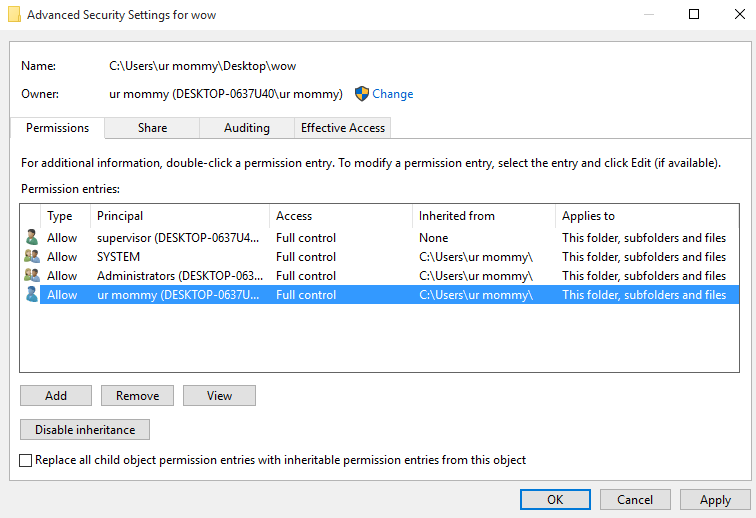 Advanced Security Settings for wow
Name: C:\Users\ur mommy\Desktop\wow
Owner: ur mommy (DESKTOP-0637U40\ur mommy) Change
Permissions Share Auditing Effective Access
For additional information, double-click a permission entry. To modify a permission entry, select the entry and click Edit (if available).
Permission entries:
Type Principal Access Inherited from Applies to
Allow supervisor (DESKTOP-0637U4... Full control None This folder, subfolders and files
Allow SYSTEM Full control C:\Users\ur mommy\ This folder, subfolders and files
Allow Administrators (DESKTOP-063... Full control C:\Users\ur mommy\ This folder, subfolders and files
Allow ur mommy (DESKTOP-0637U... Full control C:\Users\ur mommy\ This folder, subfolders and files
Add Remove View
Disable inheritance
Replace all child object permission entries with inheritable permission entries from this object
OK Cancel Apply